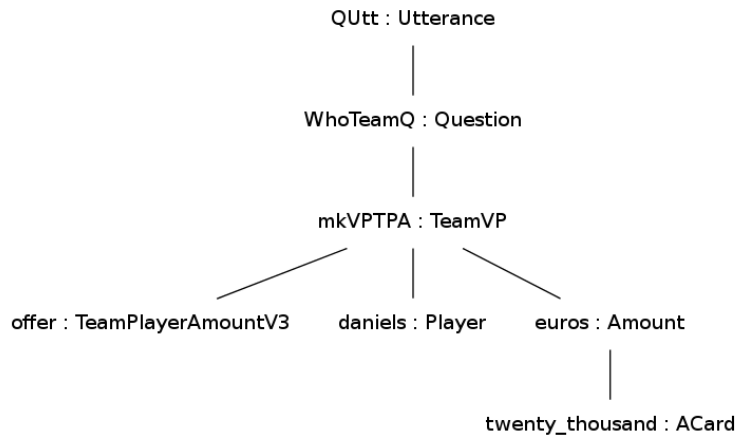 QUtt : Utterance
WhoTeamQ : Question
mkVPTPA : TeamVP
offer : TeamPlayerAmountV3
daniels : Player
euros : Amount
twenty_thousand : ACard